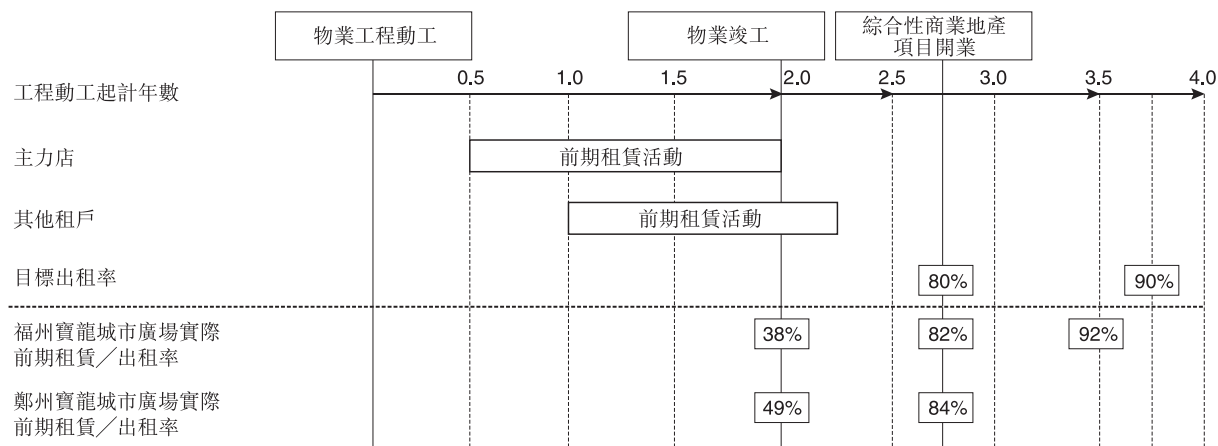 物業工程動工
物業竣工
綜合性商業地產
項目開業
工程動工起計年數
0.5 1.0 1.5 2.0 2.5 3.0 3.5 4.0
主力店
前期租賃活動
其他租戶
前期租賃活動
目標出租率
80% 90%
福州寶龍城市廣場實際
前期租賃／出租率
38% 82% 92%
鄭州寶龍城市廣場實際
前期租賃／出租率
49% 84%